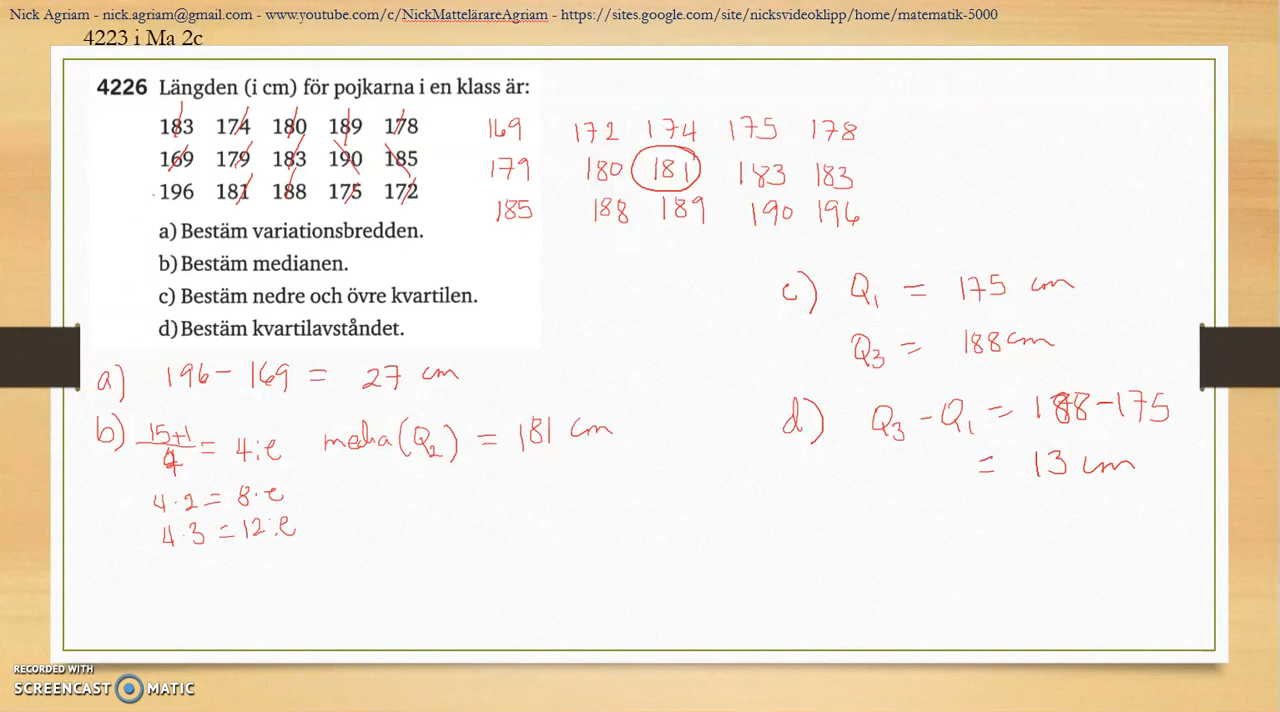 Nick Agriam - nick.agriam@gmail.com - www.youtube.com/c/NickMattelärareAgriam - https://sites.google.com/site/nicksvideoklipp/home/matematik-5000
4223 i Ma 2c
4226 Längden (i cm) för pojkarna i en klass är:
183 174 180 189 178
169 179 183 190 185
196 181 188 175 172
a) Bestäm variationsbredden.
b) Bestäm medianen.
c) Bestäm nedre och övre kvartilen.
d) Bestäm kvartilavståndet.
169 172 174 175 178
179 180 181 183 183
185 188 189 190 196
a) 196 - 169 = 27 cm
b) 15+1/4 = 4:e media(Q2) = 181 cm
4·2 = 8·e
4·3 = 12:e
c) Q1 = 175 cm
Q3 = 188 cm
d) Q3 - Q1 = 188 - 175
= 13 cm
RECORDED WITH
SCREENCAST MATIC